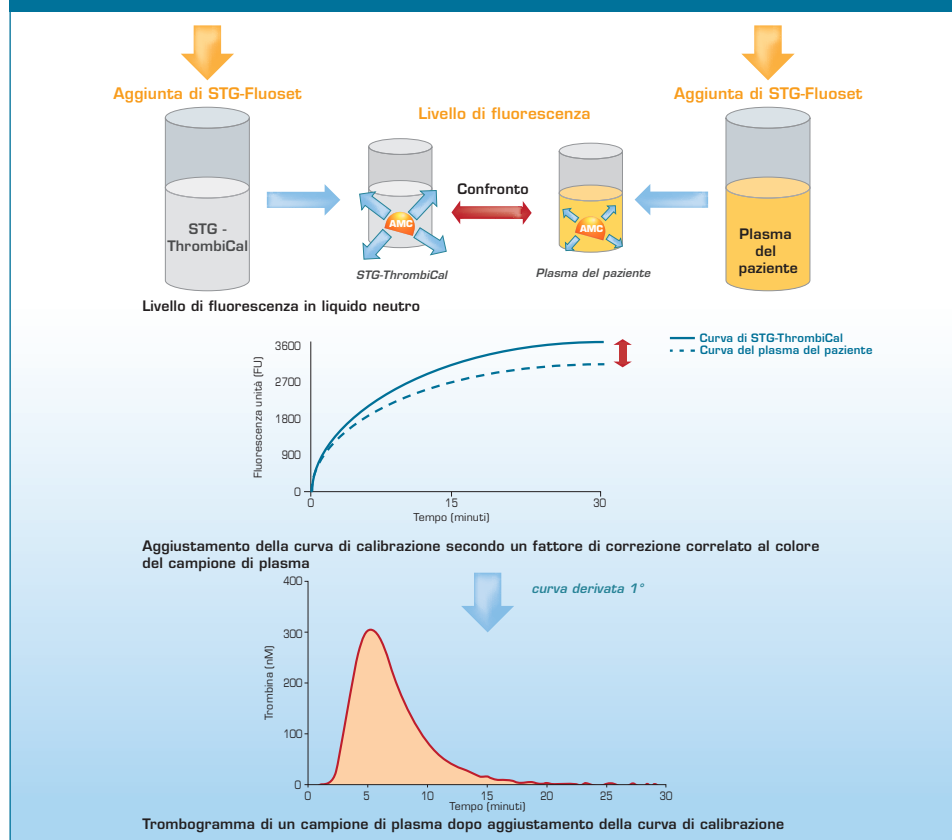 Aggiunta di STG-Fluoset
Aggiunta di STG-Fluoset
Livello di fluorescenza
STG -
ThrombiCal
AMC
Confronto
AMC
Plasma
del
paziente
STG-ThrombiCal
Plasma del paziente
Livello di fluorescenza in liquido neutro
Fluorescenza unità (FU)
3600
2700
1800
900
0
0
15
30
Tempo (minuti)
Curva di STG-ThrombiCal
Curva del plasma del paziente
Aggiustamento della curva di calibrazione secondo un fattore di correzione correlato al colore
del campione di plasma
curva derivata 1°
Trombina (nM)
400
300
200
100
0
0
5
10
15
20
25
30
Tempo (minuti)
Trombogramma di un campione di plasma dopo aggiustamento della curva di calibrazione